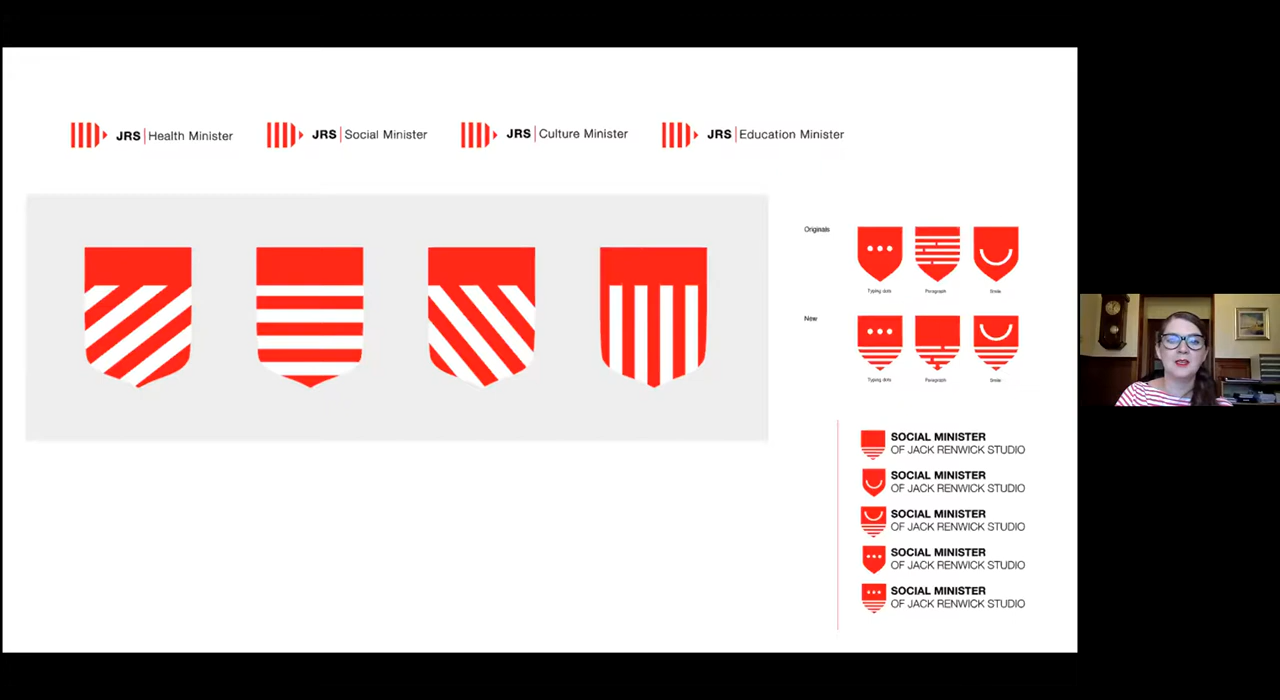 JRS | Health Minister
JRS | Social Minister
JRS | Culture Minister
JRS | Education Minister
Originals
Typing dots
Paragraph
Smile
New
Typing dots
Paragraph
Smile
SOCIAL MINISTER
OF JACK RENWICK STUDIO
SOCIAL MINISTER
OF JACK RENWICK STUDIO
SOCIAL MINISTER
OF JACK RENWICK STUDIO
SOCIAL MINISTER
OF JACK RENWICK STUDIO
SOCIAL MINISTER
OF JACK RENWICK STUDIO